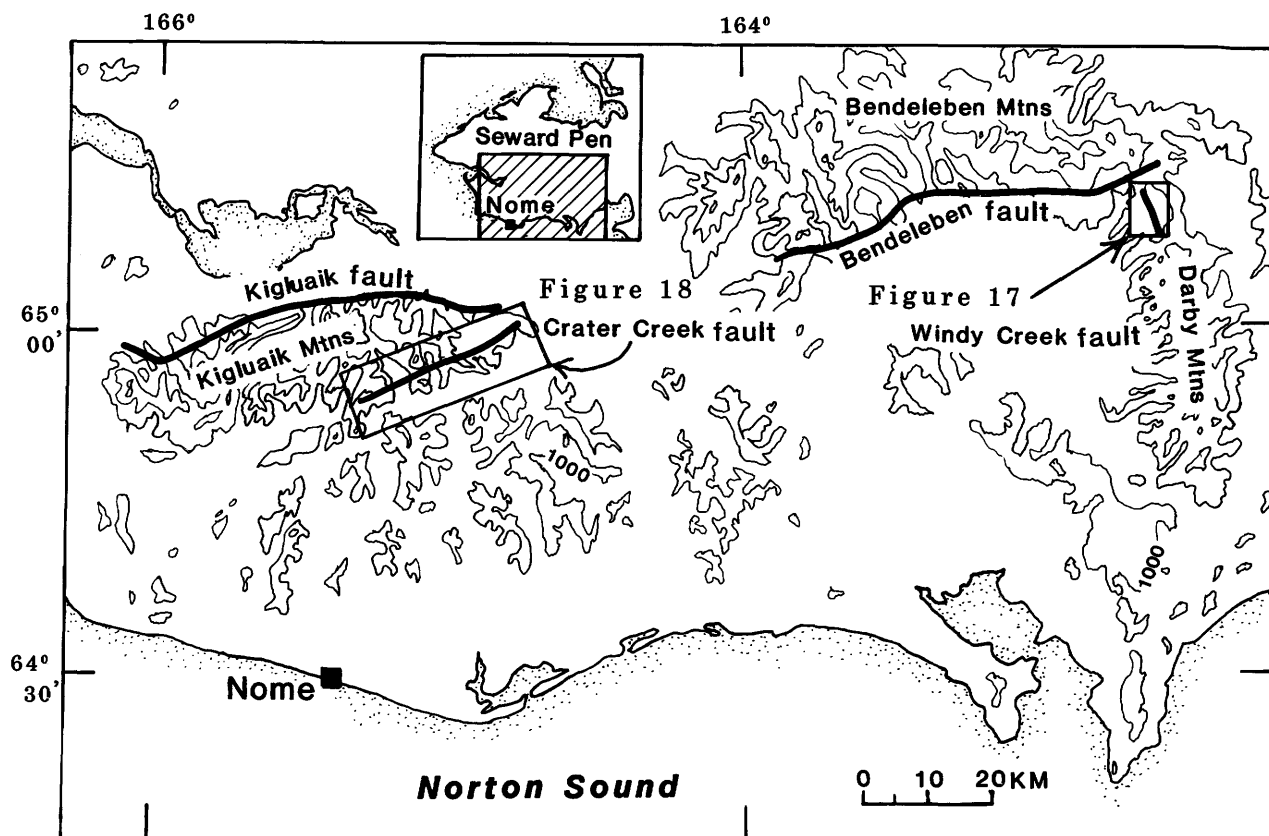 166°
164°
Seward Pen
Nome
Bendeleben Mtns
Bendeleben fault
Kigluaik fault
Figure 18
Figure 17
65°
00'
Crater Creek fault
Windy Creek fault
Kigluaik Mtns
Darby Mtns
1000
1000
64°
30'
Nome
Norton Sound
0 10 20KM